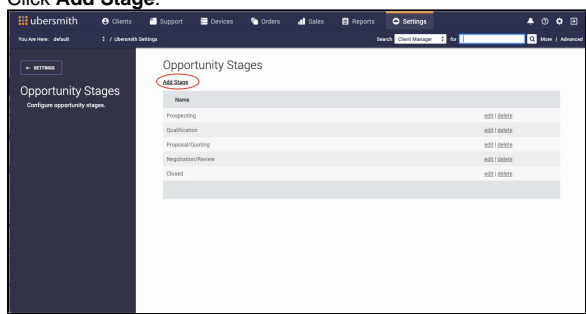 Click Add Stage.
ubersmith Clients Support Devices Orders Sales Reports Settings
You Are Here: default / Ubersmith Settings Search Client Manager for More | Advanced
← SETTINGS
Opportunity Stages
Configure opportunity stages.
Opportunity Stages
Add Stage
Name
Prospecting edit | delete
Qualification edit | delete
Proposal/Quoting edit | delete
Negotiation/Review edit | delete
Closed edit | delete